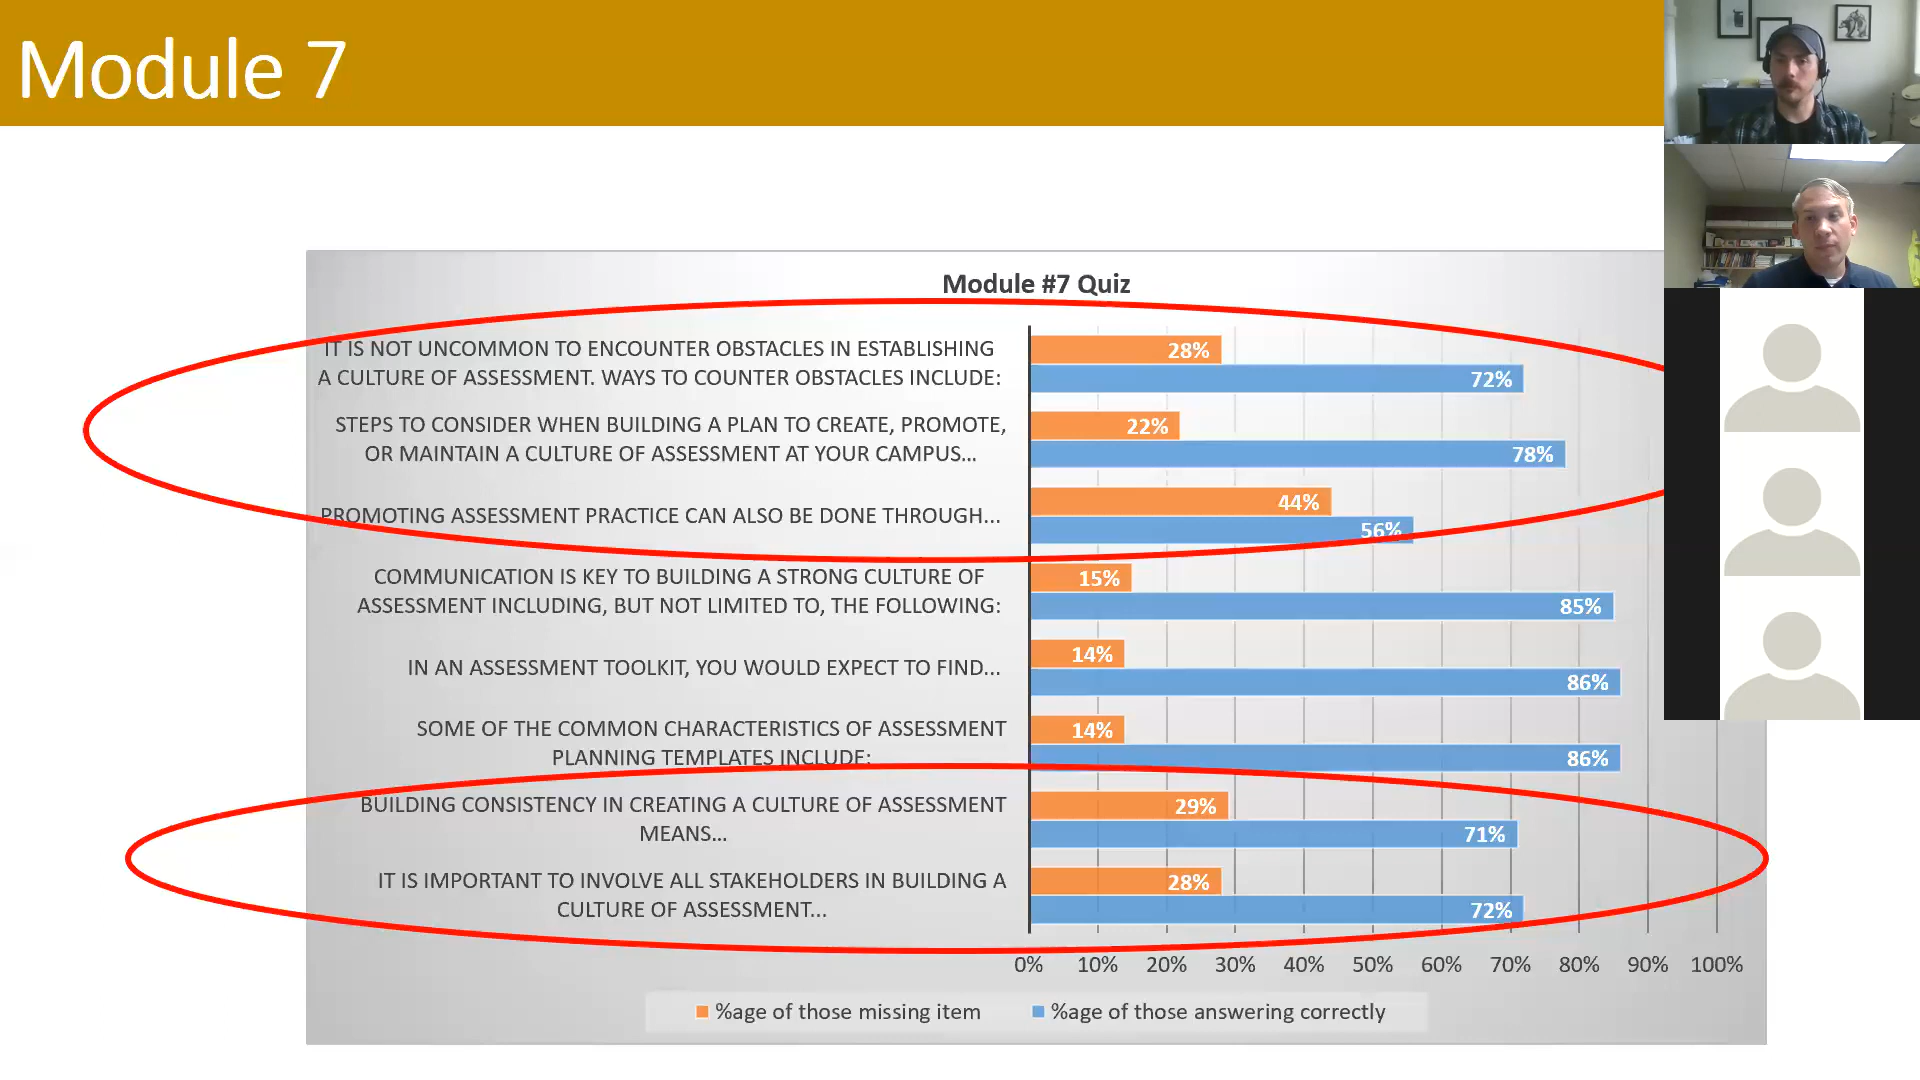 Module 7
Module #7 Quiz
IT IS NOT UNCOMMON TO ENCOUNTER OBSTACLES IN ESTABLISHING
A CULTURE OF ASSESSMENT. WAYS TO COUNTER OBSTACLES INCLUDE:
28%
72%
STEPS TO CONSIDER WHEN BUILDING A PLAN TO CREATE, PROMOTE,
OR MAINTAIN A CULTURE OF ASSESSMENT AT YOUR CAMPUS...
22%
78%
PROMOTING ASSESSMENT PRACTICE CAN ALSO BE DONE THROUGH...
44%
56%
COMMUNICATION IS KEY TO BUILDING A STRONG CULTURE OF
ASSESSMENT INCLUDING, BUT NOT LIMITED TO, THE FOLLOWING:
15%
85%
IN AN ASSESSMENT TOOLKIT, YOU WOULD EXPECT TO FIND...
14%
86%
SOME OF THE COMMON CHARACTERISTICS OF ASSESSMENT
PLANNING TEMPLATES INCLUDE:
14%
86%
BUILDING CONSISTENCY IN CREATING A CULTURE OF ASSESSMENT
MEANS...
29%
71%
IT IS IMPORTANT TO INVOLVE ALL STAKEHOLDERS IN BUILDING A
CULTURE OF ASSESSMENT...
28%
72%
0% 10% 20% 30% 40% 50% 60% 70% 80% 90% 100%
%age of those missing item %age of those answering correctly